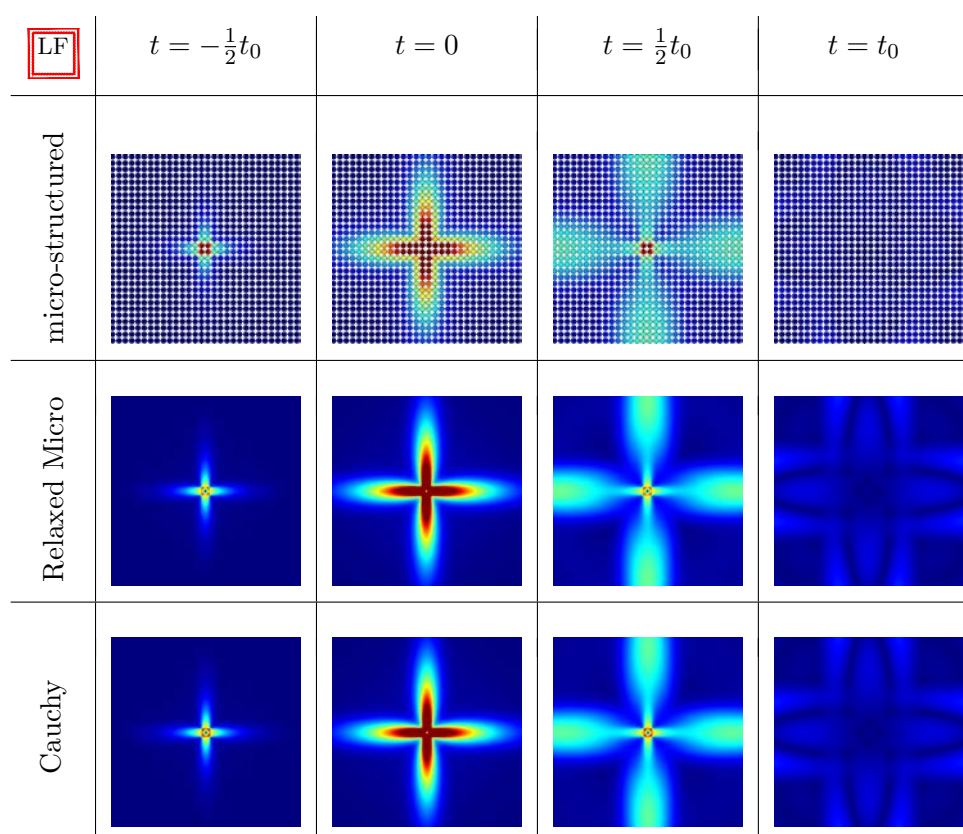 LF t = −½t₀ t = 0 t = ½t₀ t = t₀
micro-structured
Relaxed Micro
Cauchy